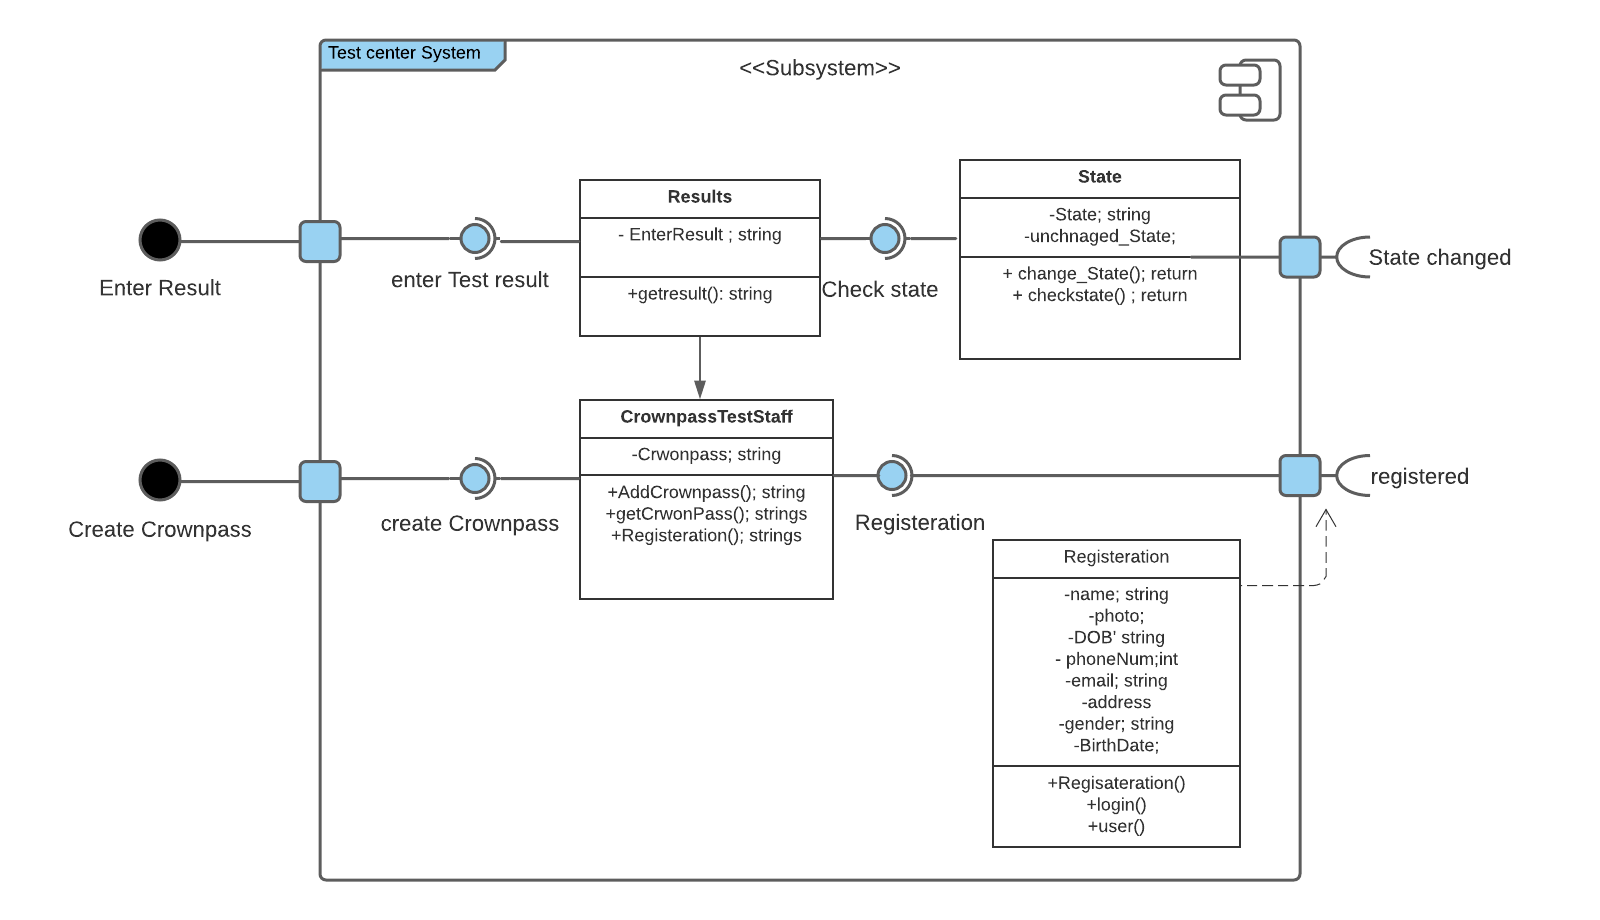 Test center System
<<Subsystem>>
State
-State; string
-unchnaged_State;
+ change_State(); return
+ checkstate() ; return
Results
- EnterResult ; string
+getresult(): string
Enter Result
enter Test result
Check state
State changed
CrownpassTestStaff
-Crwonpass; string
+AddCrownpass(); string
+getCrwonPass(); strings
+Registeration(); strings
Create Crownpass
create Crownpass
Registeration
registered
Registeration
-name; string
-photo;
-DOB' string
- phoneNum;int
-email; string
-address
-gender; string
-BirthDate;
+Regisateration()
+login()
+user()